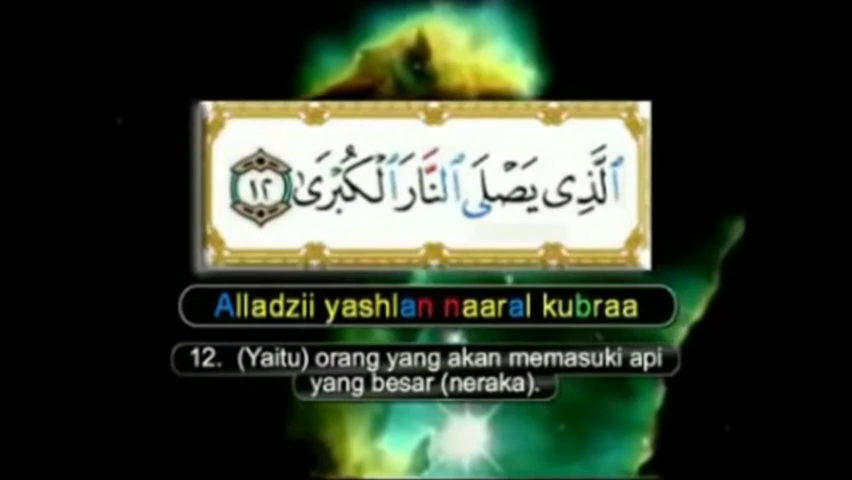 ٱلَّذِى يَصْلَى ٱلنَّارَ ٱلْكُبْرَىٰ ١٢
Alladzii yashlan naaral kubraa
12. (Yaitu) orang yang akan memasuki api
yang besar (neraka).